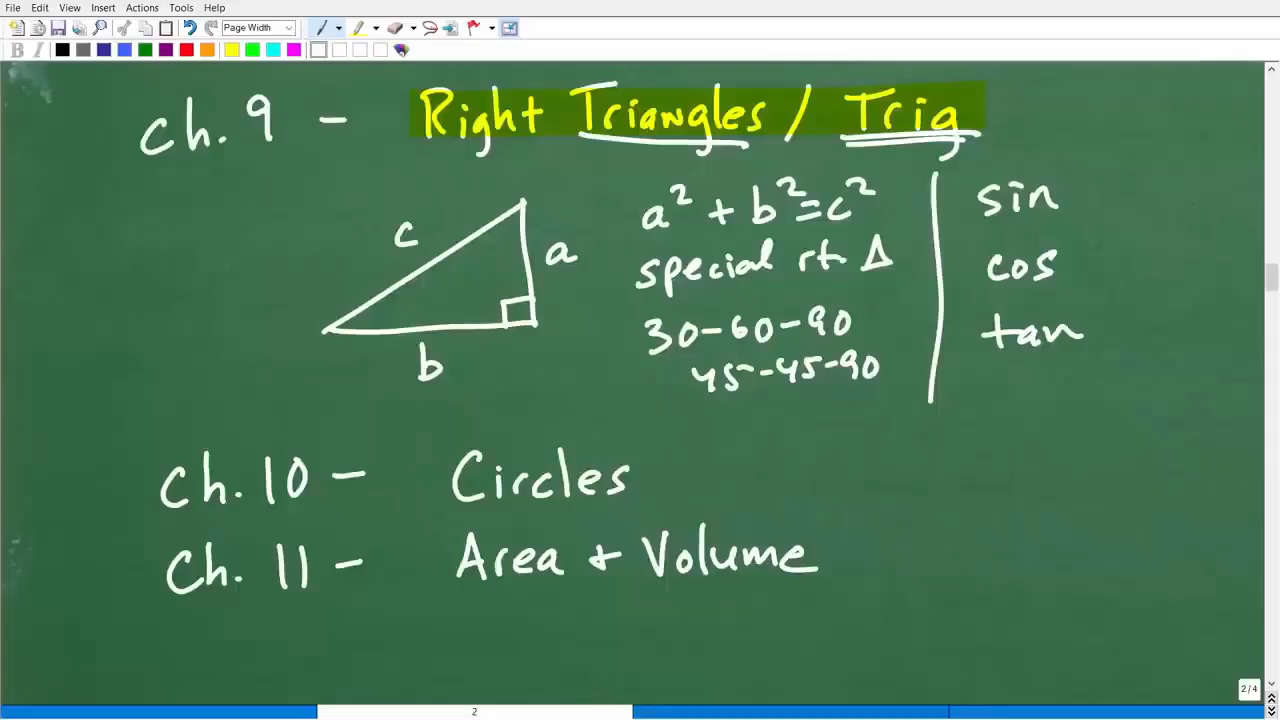 File Edit View Insert Actions Tools Help
Page Width
B I
Ch. 9 - Right Triangles / Trig
c
a
b
a² + b² = c²
special rt. Δ
30-60-90
45-45-90
sin
cos
tan
Ch. 10 - Circles
Ch. 11 - Area + Volume
2/4
2